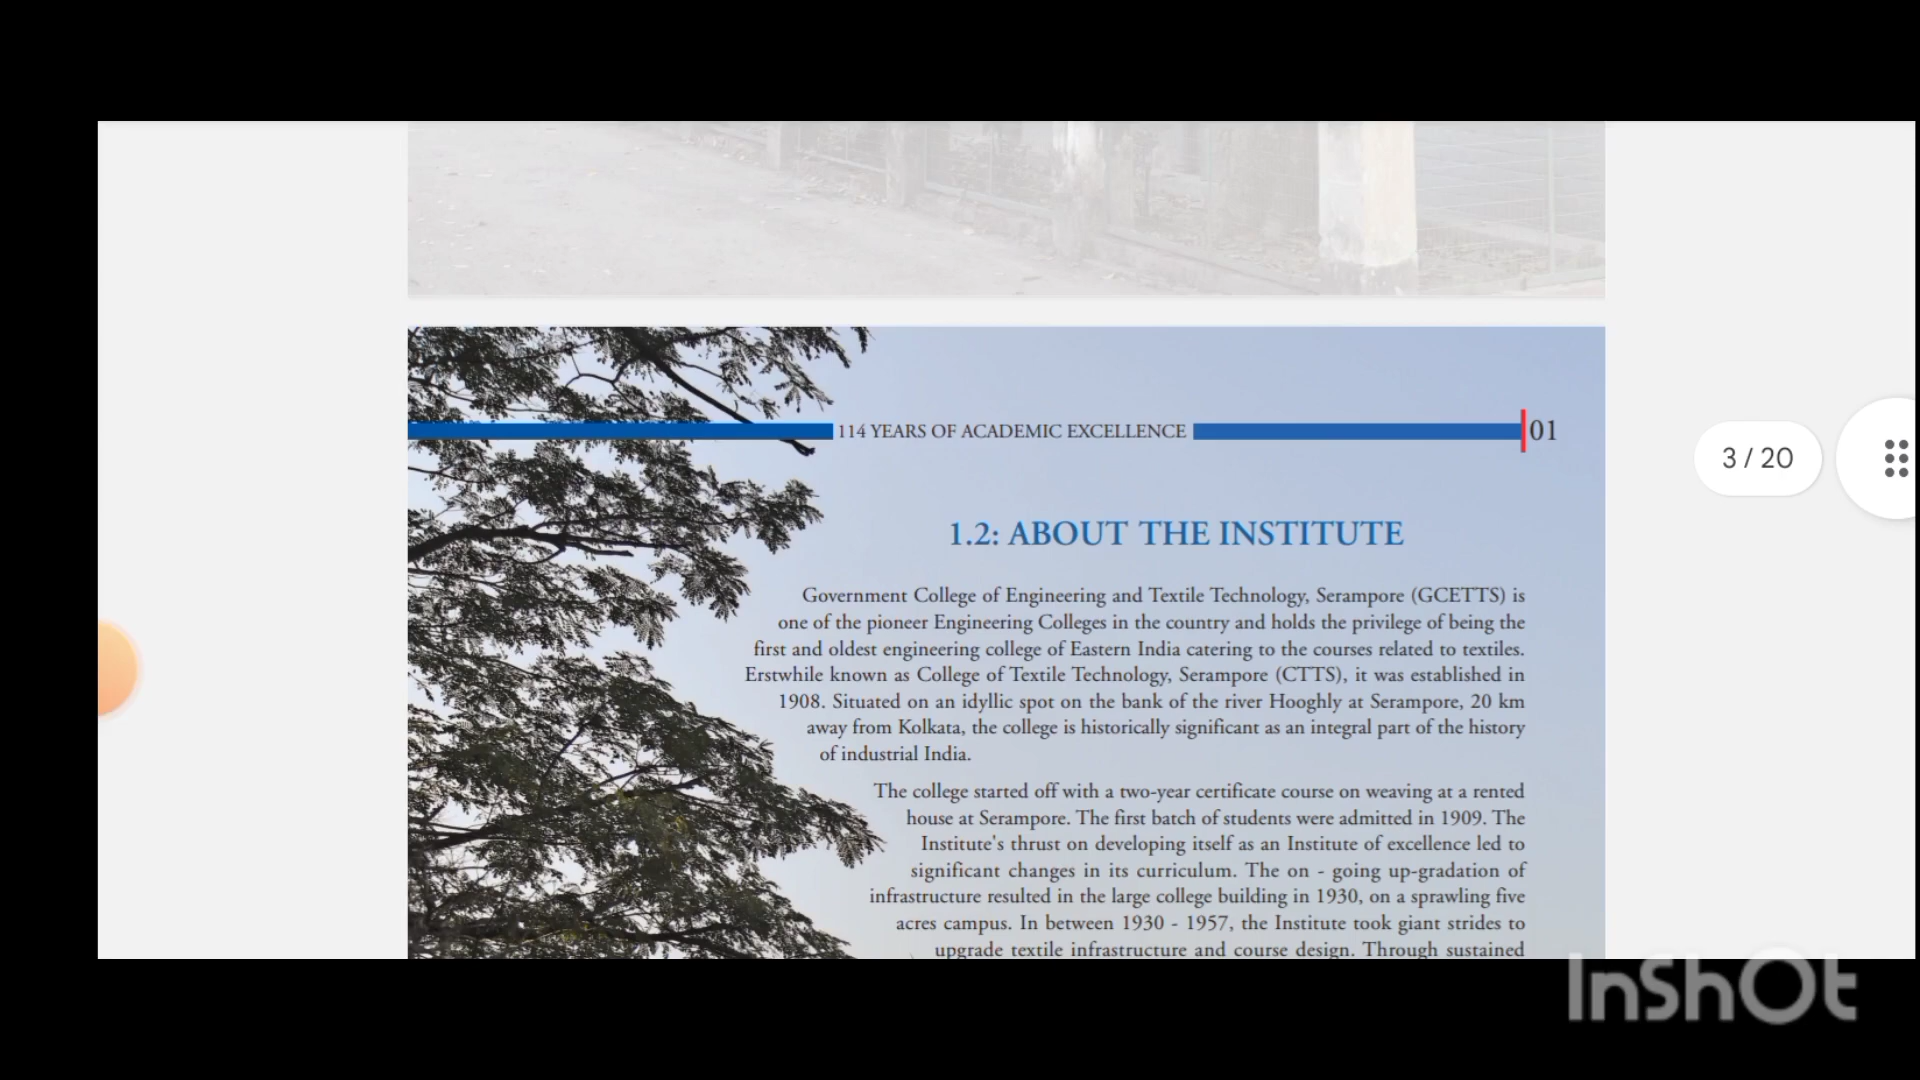 114 YEARS OF ACADEMIC EXCELLENCE
01
3 / 20
1.2: ABOUT THE INSTITUTE
Government College of Engineering and Textile Technology, Serampore (GCETTS) is
one of the pioneer Engineering Colleges in the country and holds the privilege of being the
first and oldest engineering college of Eastern India catering to the courses related to textiles.
Erstwhile known as College of Textile Technology, Serampore (CTTS), it was established in
1908. Situated on an idyllic spot on the bank of the river Hooghly at Serampore, 20 km
away from Kolkata, the college is historically significant as an integral part of the history
of industrial India.
The college started off with a two-year certificate course on weaving at a rented
house at Serampore. The first batch of students were admitted in 1909. The
Institute's thrust on developing itself as an Institute of excellence led to
significant changes in its curriculum. The on - going up-gradation of
infrastructure resulted in the large college building in 1930, on a sprawling five
acres campus. In between 1930 - 1957, the Institute took giant strides to
upgrade textile infrastructure and course design. Through sustained
InShOt